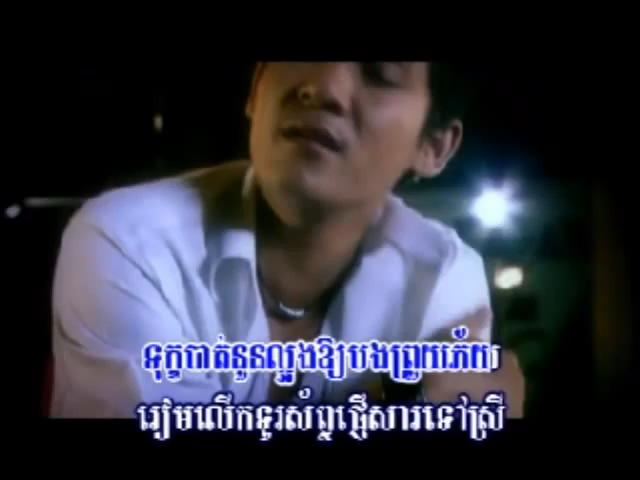 ទុក្ខបាត់នួនល្អងឱ្យបងព្រួយភ័យ
រៀមលើកទូរស័ព្ទផ្ញើសារទៅស្រី